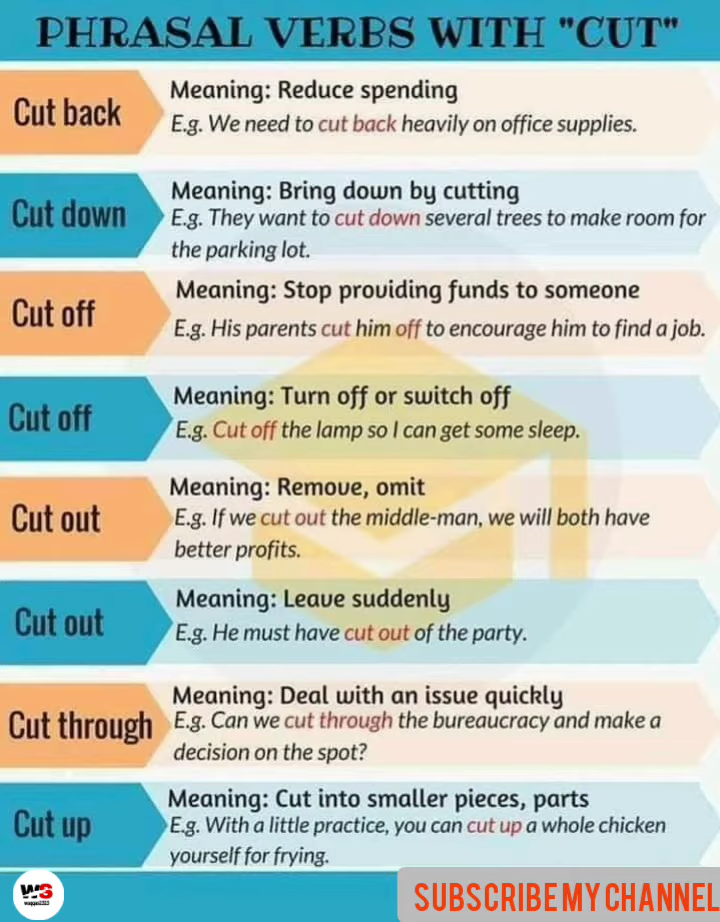 PHRASAL VERBS WITH "CUT"
Cut back
Meaning: Reduce spending
E.g. We need to cut back heavily on office supplies.
Cut down
Meaning: Bring down by cutting
E.g. They want to cut down several trees to make room for
the parking lot.
Cut off
Meaning: Stop providing funds to someone
E.g. His parents cut him off to encourage him to find a job.
Cut off
Meaning: Turn off or switch off
E.g. Cut off the lamp so I can get some sleep.
Cut out
Meaning: Remove, omit
E.g. If we cut out the middle-man, we will both have
better profits.
Cut out
Meaning: Leave suddenly
E.g. He must have cut out of the party.
Cut through
Meaning: Deal with an issue quickly
E.g. Can we cut through the bureaucracy and make a
decision on the spot?
Cut up
Meaning: Cut into smaller pieces, parts
E.g. With a little practice, you can cut up a whole chicken
yourself for frying.
SUBSCRIBE MY CHANNEL